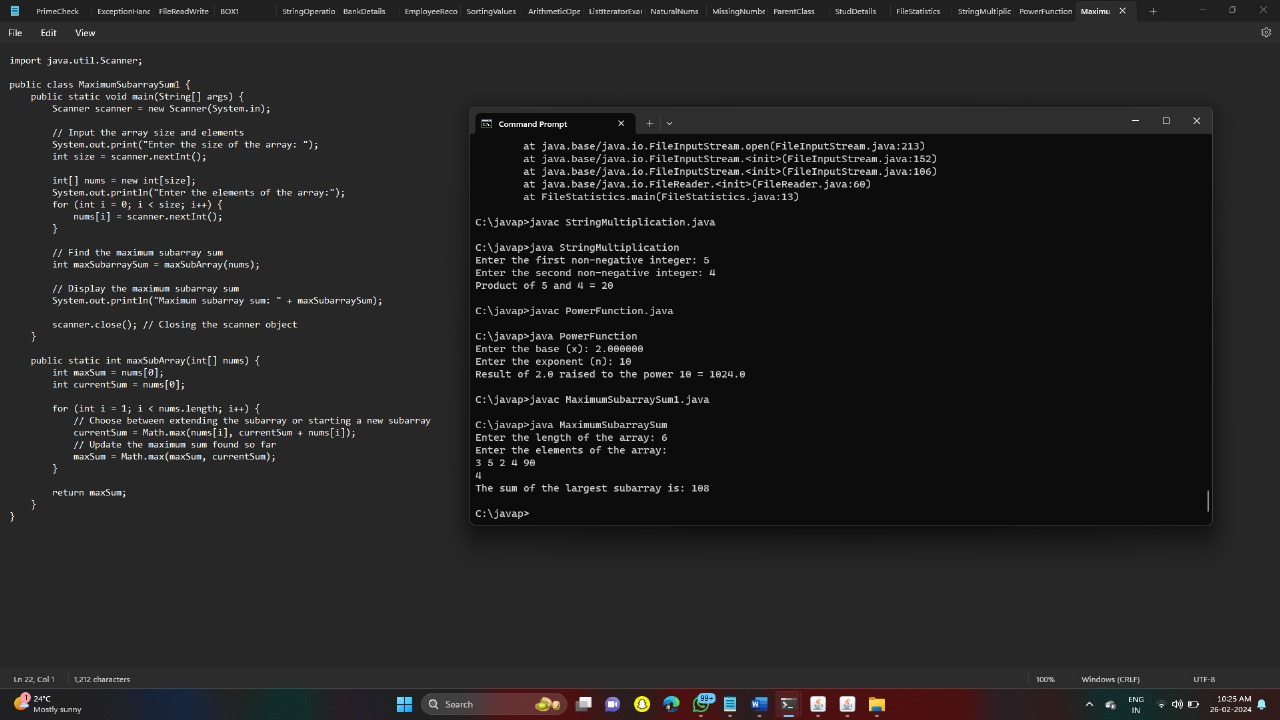 PrimeCheck ExceptionHanc FileReadWrite BOX1 StringOperatio BankDetails EmployeeReco SortingValues ArithmeticOpe ListIteratorExar NaturalNums MissingNumbe ParentClass StudDetails FileStatistics StringMultiplic PowerFunction Maximu
File Edit View
import java.util.Scanner;
public class MaximumSubarraySum1 {
public static void main(String[] args) {
Scanner scanner = new Scanner(System.in);
// Input the array size and elements
System.out.print("Enter the size of the array: ");
int size = scanner.nextInt();
int[] nums = new int[size];
System.out.println("Enter the elements of the array:");
for (int i = 0; i < size; i++) {
nums[i] = scanner.nextInt();
}
// Find the maximum subarray sum
int maxSubarraySum = maxSubArray(nums);
// Display the maximum subarray sum
System.out.println("Maximum subarray sum: " + maxSubarraySum);
scanner.close(); // Closing the scanner object
}
public static int maxSubArray(int[] nums) {
int maxSum = nums[0];
int currentSum = nums[0];
for (int i = 1; i < nums.length; i++) {
// Choose between extending the subarray or starting a new subarray
currentSum = Math.max(nums[i], currentSum + nums[i]);
// Update the maximum sum found so far
maxSum = Math.max(maxSum, currentSum);
}
return maxSum;
}
}
Command Prompt
at java.base/java.io.FileInputStream.open(FileInputStream.java:213)
at java.base/java.io.FileInputStream.<init>(FileInputStream.java:152)
at java.base/java.io.FileInputStream.<init>(FileInputStream.java:106)
at java.base/java.io.FileReader.<init>(FileReader.java:60)
at FileStatistics.main(FileStatistics.java:13)
C:\javap>javac StringMultiplication.java
C:\javap>java StringMultiplication
Enter the first non-negative integer: 5
Enter the second non-negative integer: 4
Product of 5 and 4 = 20
C:\javap>javac PowerFunction.java
C:\javap>java PowerFunction
Enter the base (x): 2.000000
Enter the exponent (n): 10
Result of 2.0 raised to the power 10 = 1024.0
C:\javap>javac MaximumSubarraySum1.java
C:\javap>java MaximumSubarraySum
Enter the length of the array: 6
Enter the elements of the array:
3 5 2 4 90
4
The sum of the largest subarray is: 108
C:\javap>
Ln 22, Col 1 1,212 characters 100% Windows (CRLF) UTF-8
1
24°C
Mostly sunny
Search
99+
ENG
IN
10:25 AM
26-02-2024